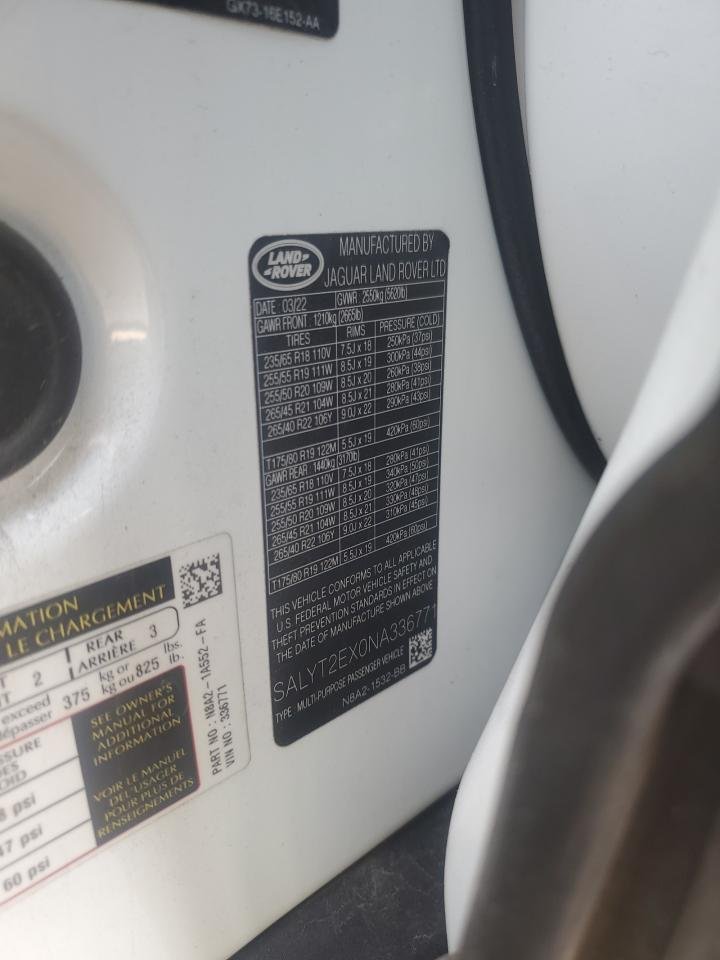 GX73-16E152-AA
LAND-
-ROVER
MANUFACTURED BY
JAGUAR LAND ROVER LTD
DATE : 03/22 GVWR : 2550kg (5620lb)
GAWR FRONT : 1210kg (2665lb)
TIRES RIMS PRESSURE (COLD)
235/65 R18 110V 7.5J x 18 250kPa (37psi)
255/55 R19 111W 8.5J x 19 300kPa (44psi)
255/50 R20 109W 8.5J x 20 260kPa (38psi)
265/45 R21 104W 8.5J x 21 280kPa (41psi)
265/40 R22 106Y 9.0J x 22 290kPa (43psi)
T175/80 R19 122M 5.5J x 19 420kPa (60psi)
GAWR REAR : 1440kg (3170lb)
235/65 R18 110V 7.5J x 18 280kPa (41psi)
255/55 R19 111W 8.5J x 19 340kPa (50psi)
255/50 R20 109W 8.5J x 20 320kPa (47psi)
265/45 R21 104W 8.5J x 21 330kPa (48psi)
265/40 R22 106Y 9.0J x 22 310kPa (45psi)
T175/80 R19 122M 5.5J x 19 420kPa (60psi)
THIS VEHICLE CONFORMS TO ALL APPLICABLE
U.S. FEDERAL MOTOR VEHICLE SAFETY AND
THEFT PREVENTION STANDARDS IN EFFECT ON
THE DATE OF MANUFACTURE SHOWN ABOVE
SALYT2EX0NA336771
TYPE : MULTI-PURPOSE PASSENGER VEHICLE
N8A2-1532-BB
MATION
LE CHARGEMENT
T 2 REAR 3
T ARRIÈRE
exceed 375 kg or 825 lbs.
dépasser kg ou lb.
SSURE
ES
OID
8 psi
47 psi
60 psi
SEE OWNER'S
MANUAL FOR
ADDITIONAL
INFORMATION
VOIR LE MANUEL
DEL'USAGER
POUR PLUS DE
RENSEIGNEMENTS
PART NO : N8A2-1A552-FA
VIN NO : 336771